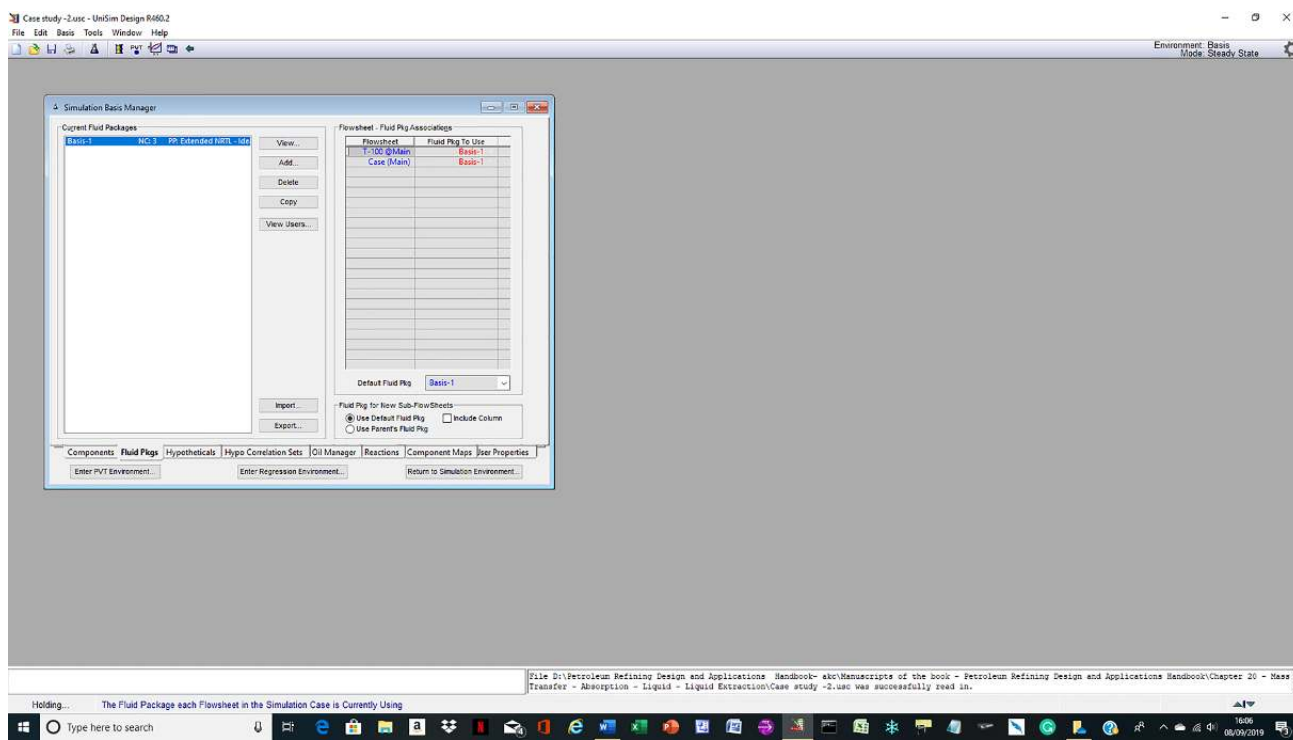 Case study -2.usc - UniSim Design R460.2
File Edit Basis Tools Window Help
PVT
Environment: Basis
Mode: Steady State
Simulation Basis Manager
Current Fluid Packages
Basis-1 NC: 3 PP: Extended NRTL - Ide
View...
Add...
Delete
Copy
View Users...
Import...
Export...
Flowsheet - Fluid Pkg Associations
Flowsheet Fluid Pkg To Use
T-100 @Main Basis-1
Case (Main) Basis-1
Default Fluid Pkg Basis-1
Fluid Pkg for New Sub-FlowSheets
Use Default Fluid Pkg Include Column
Use Parent's Fluid Pkg
Components Fluid Pkgs Hypotheticals Hypo Correlation Sets Oil Manager Reactions Component Maps User Properties
Enter PVT Environment... Enter Regression Environment... Return to Simulation Environment...
File D:\Petroleum Refining Design and Applications Handbook- akc\Manuscripts of the book - Petroleum Refining Design and Applications Handbook\Chapter 20 - Mass
Transfer - Absorption - Liquid - Liquid Extraction\Case study -2.usc was successfully read in.
Holding... The Fluid Package each Flowsheet in the Simulation Case is Currently Using
Type here to search
16:06
08/09/2019